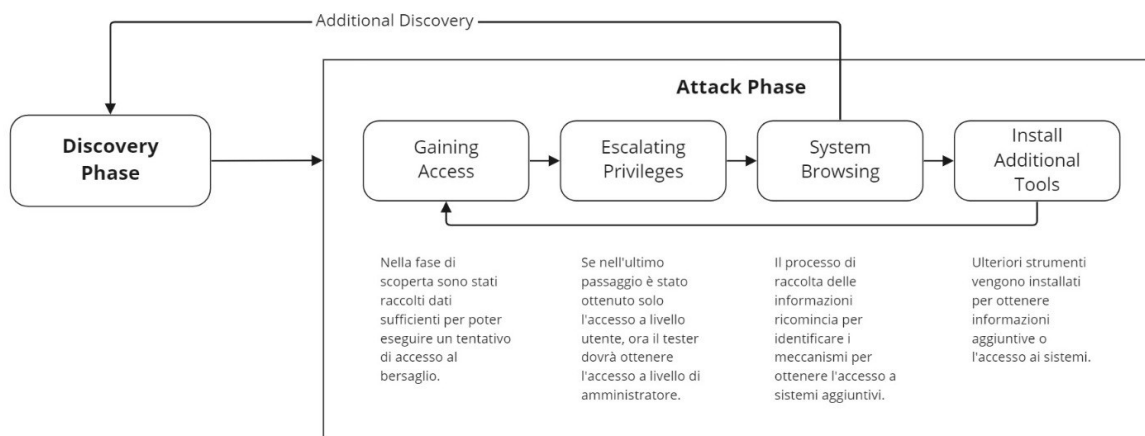 Additional Discovery
Attack Phase
Discovery
Phase
Gaining
Access
Escalating
Privileges
System
Browsing
Install
Additional
Tools
Nella fase di
scoperta sono stati
raccolti dati
sufficienti per poter
eseguire un tentativo
di accesso al
bersaglio.
Se nell'ultimo
passaggio è stato
ottenuto solo
l'accesso a livello
utente, ora il tester
dovrà ottenere
l'accesso a livello di
amministratore.
Il processo di
raccolta delle
informazioni
ricomincia per
identificare i
meccanismi per
ottenere l'accesso a
sistemi aggiuntivi.
Ulteriori strumenti
vengono installati
per ottenere
informazioni
aggiuntive o
l'accesso ai sistemi.